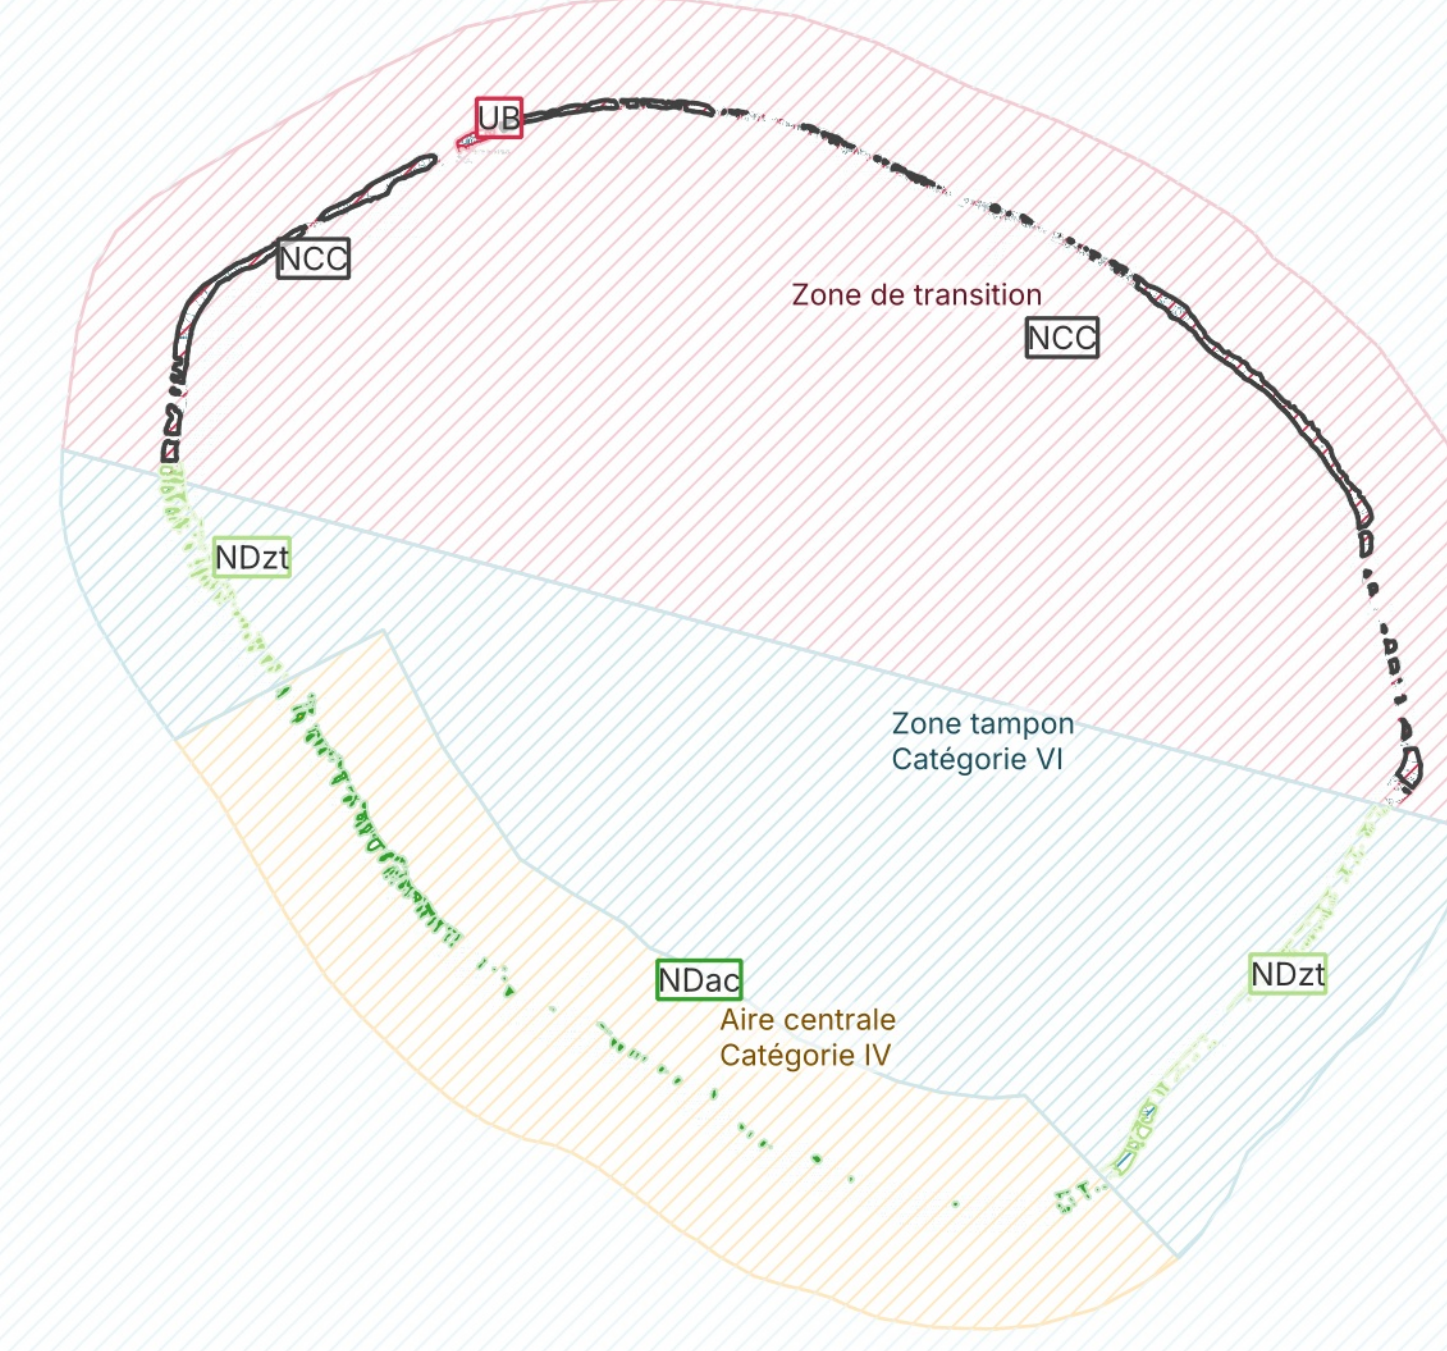 UB
NCC
Zone de transition
NCC
NDzt
Zone tampon
Catégorie VI
NDac
NDzt
Aire centrale
Catégorie IV